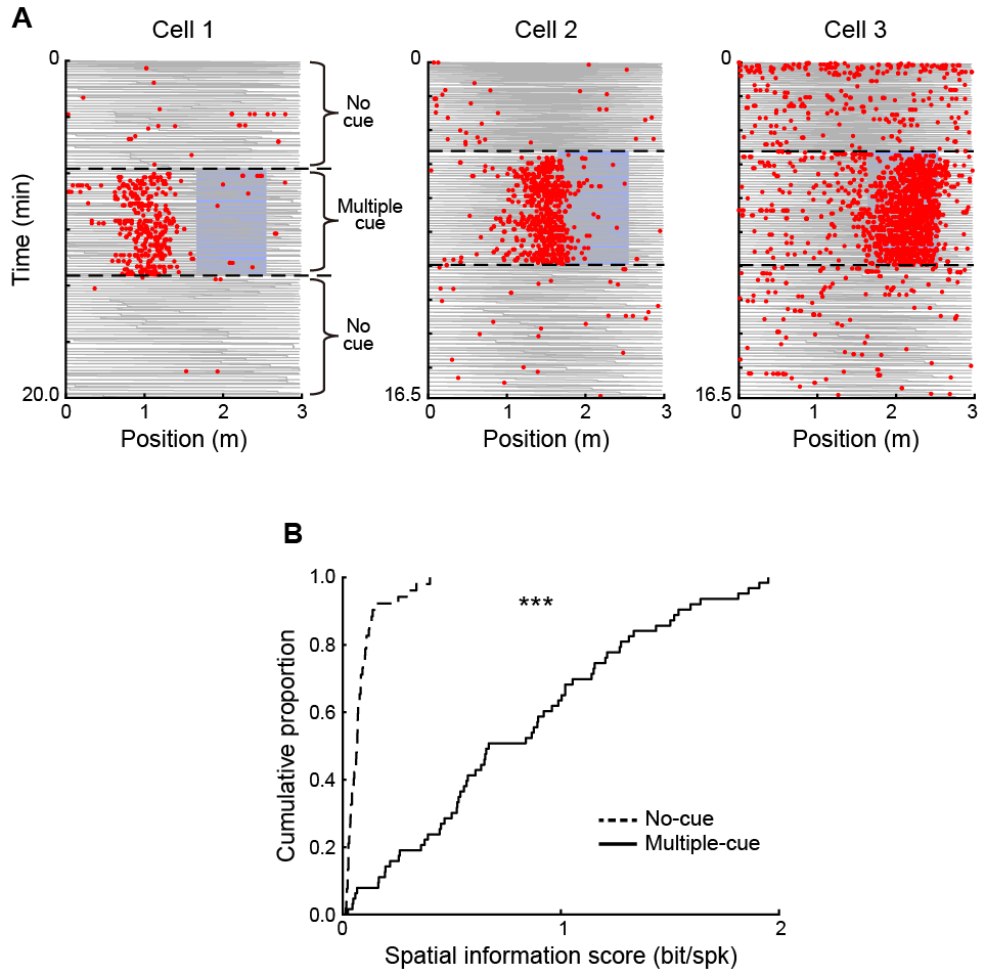 A
Cell 1
Cell 2
Cell 3
0
0
0
No
cue
Multiple
cue
No
cue
Time (min)
20.0
16.5
16.5
0 1 2 3
0 1 2 3
0 1 2 3
Position (m)
Position (m)
Position (m)
B
1.0
0.8
0.6
0.4
0.2
0.0
***
Cumulative proportion
No-cue
Multiple-cue
0 1 2
Spatial information score (bit/spk)